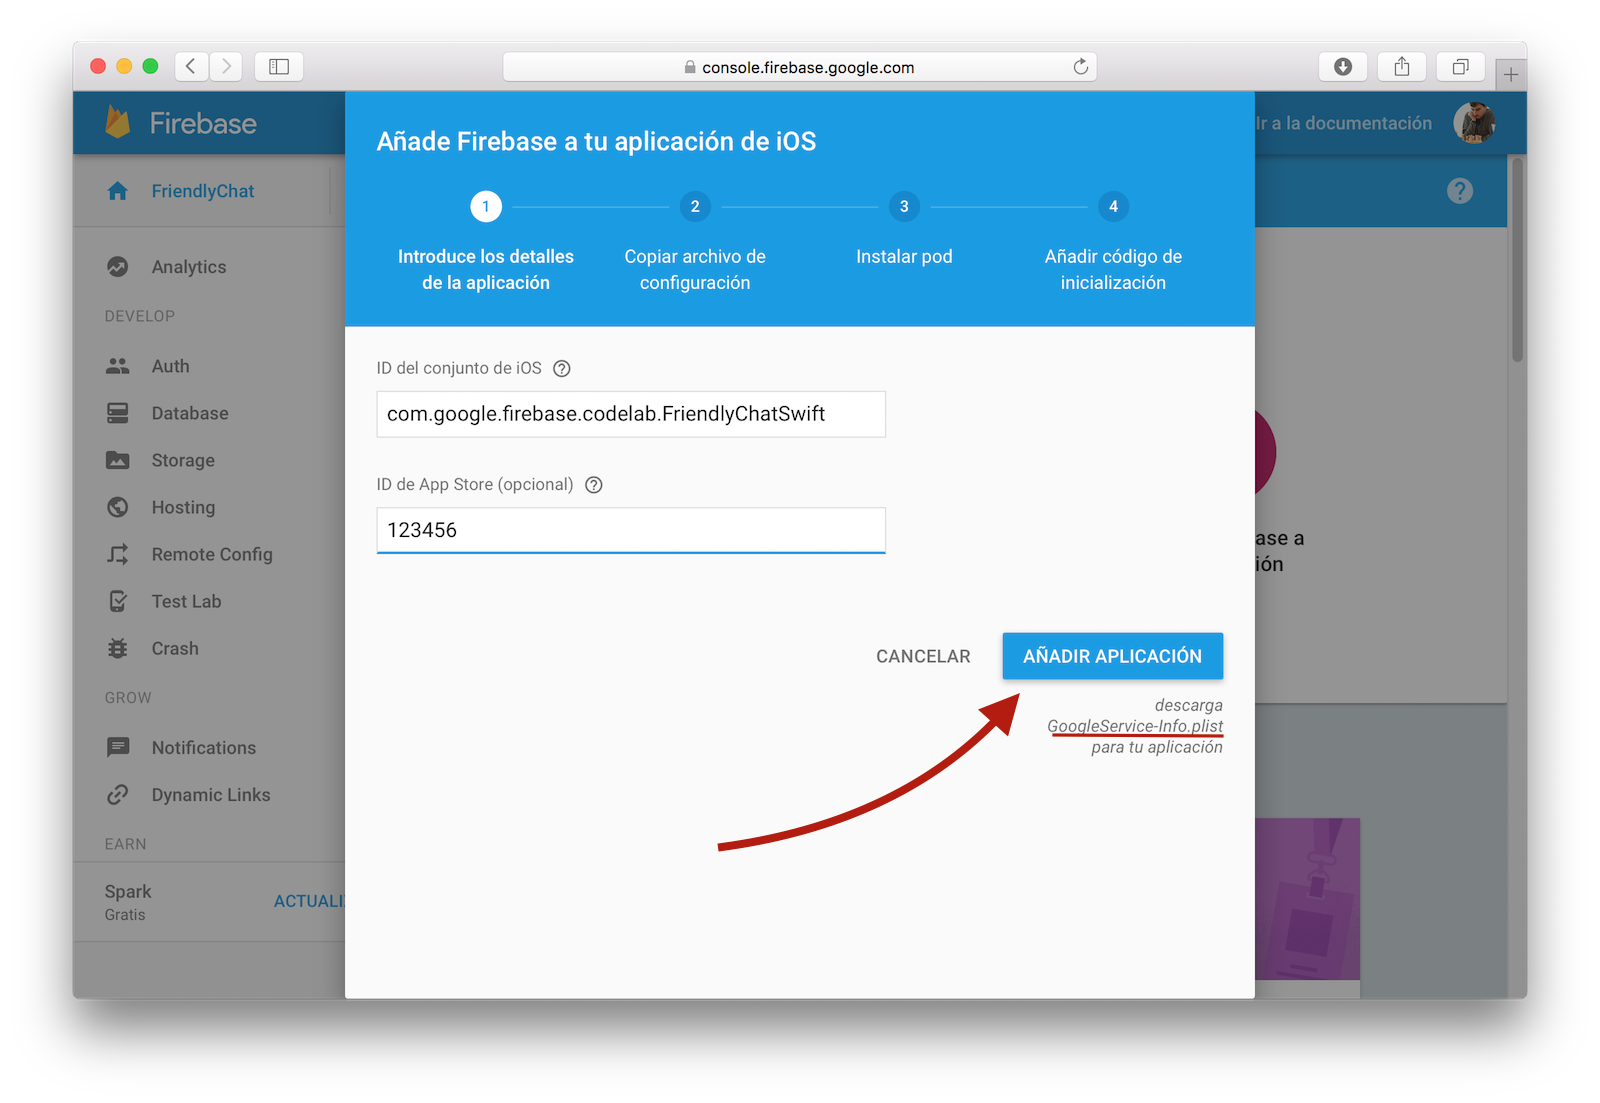 console.firebase.google.com
Firebase
Ir a la documentación
FriendlyChat
Analytics
DEVELOP
Auth
Database
Storage
Hosting
Remote Config
Test Lab
Crash
GROW
Notifications
Dynamic Links
EARN
Spark
Gratis
Añade Firebase a tu aplicación de iOS
1
2
3
4
Introduce los detalles
de la aplicación
Copiar archivo de
configuración
Instalar pod
Añadir código de
inicialización
ID del conjunto de iOS
com.google.firebase.codelab.FriendlyChatSwift
ID de App Store (opcional)
123456
CANCELAR
AÑADIR APLICACIÓN
descarga
GoogleService-Info.plist
para tu aplicación